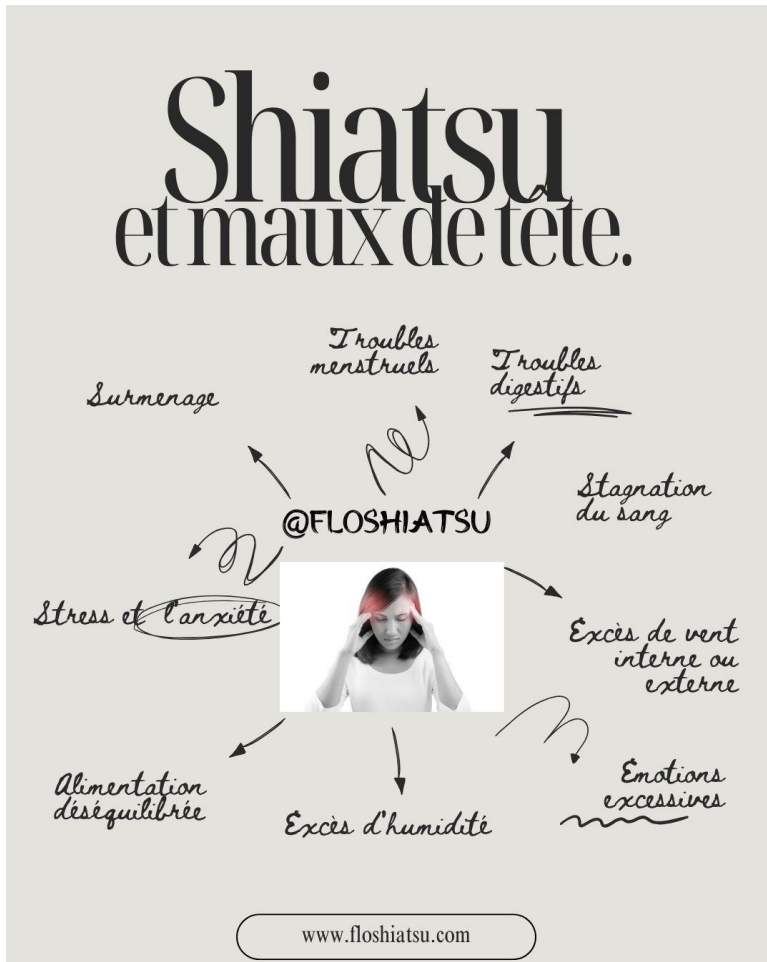 Shiatsu
et maux de tête.
Troubles
menstruels
Troubles
digestifs
Surmenage
Stagnation
du sang
@FLOSHIATSU
Stress et l'anxiété
Excès de vent
interne ou
externe
Alimentation
déséquilibrée
Émotions
excessives
Excès d'humidité
www.floshiatsu.com